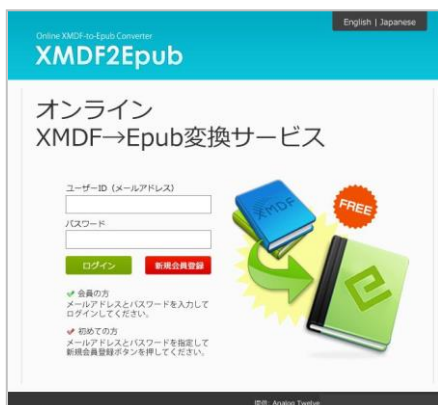 English | Japanese
Online XMDF-to-Epub Converter
XMDF2Epub
オンライン
XMDF→Epub変換サービス
ユーザーID（メールアドレス）
パスワード
ログイン
新規会員登録
会員の方
メールアドレスとパスワードを入力して
ログインしてください。
初めての方
メールアドレスとパスワードを指定して
新規会員登録ボタンを押してください。
XMDF
FREE
提供: Analog Twelve